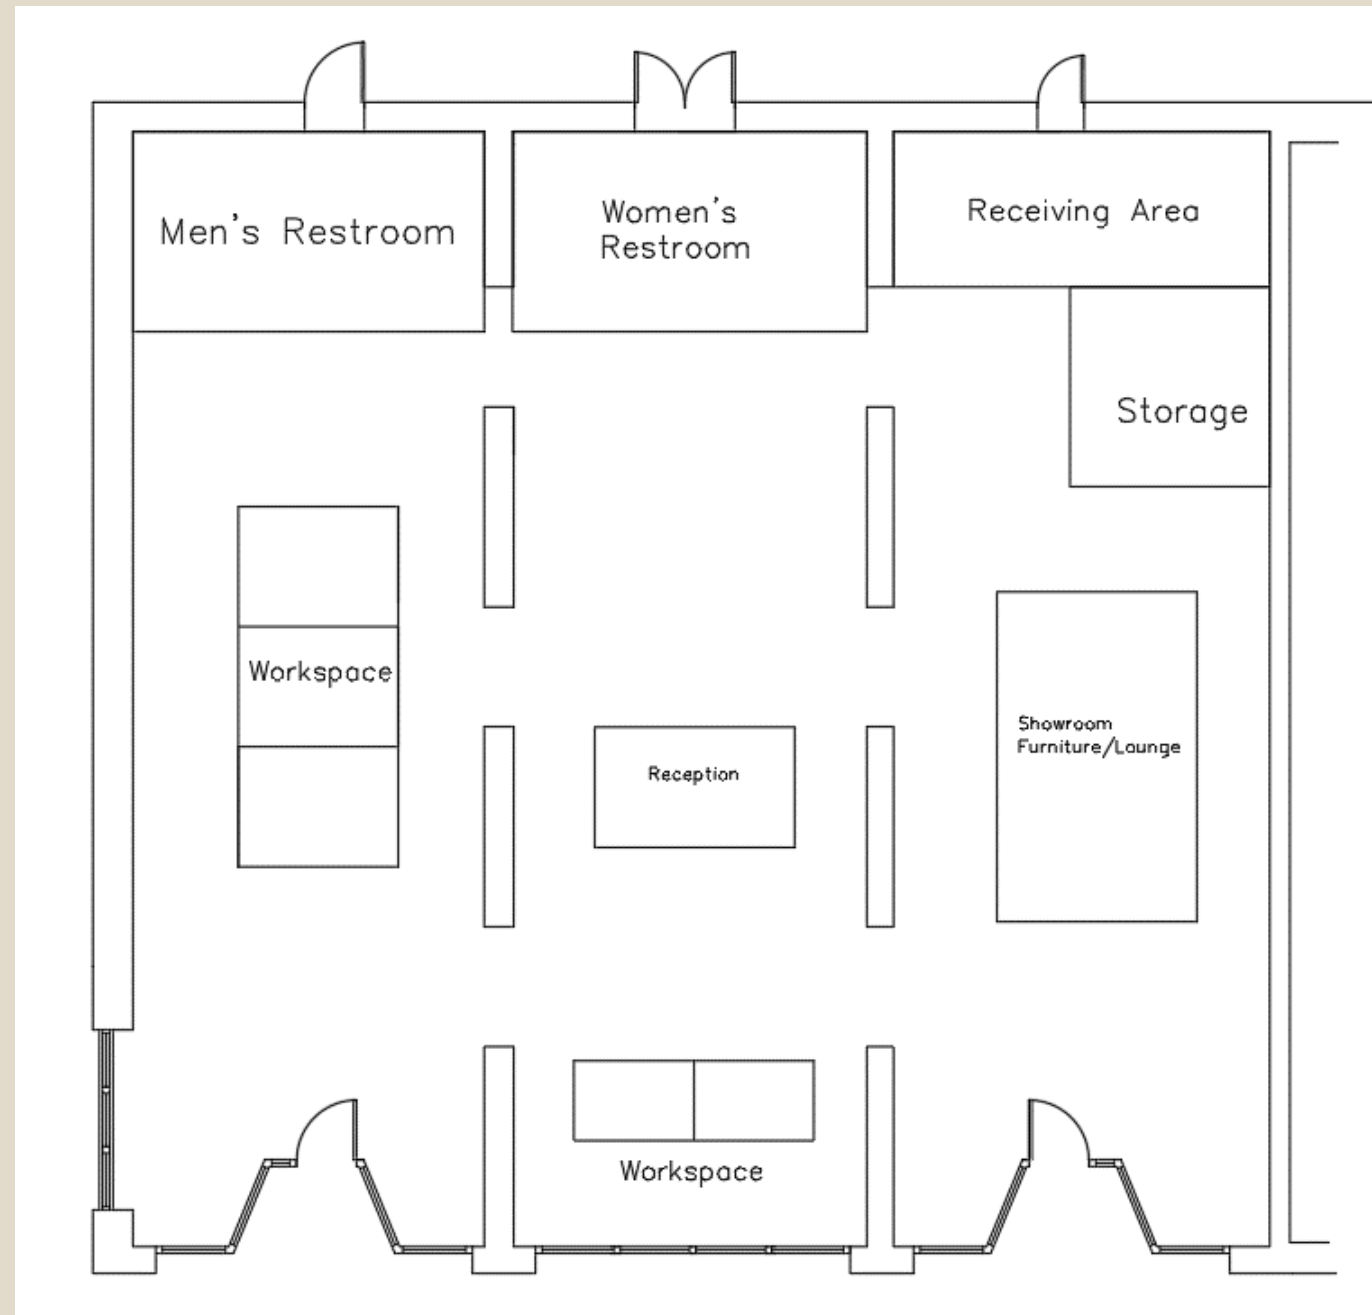 Men's Restroom
Women's
Restroom
Receiving Area
Storage
Workspace
Showroom
Furniture/Lounge
Reception
Workspace